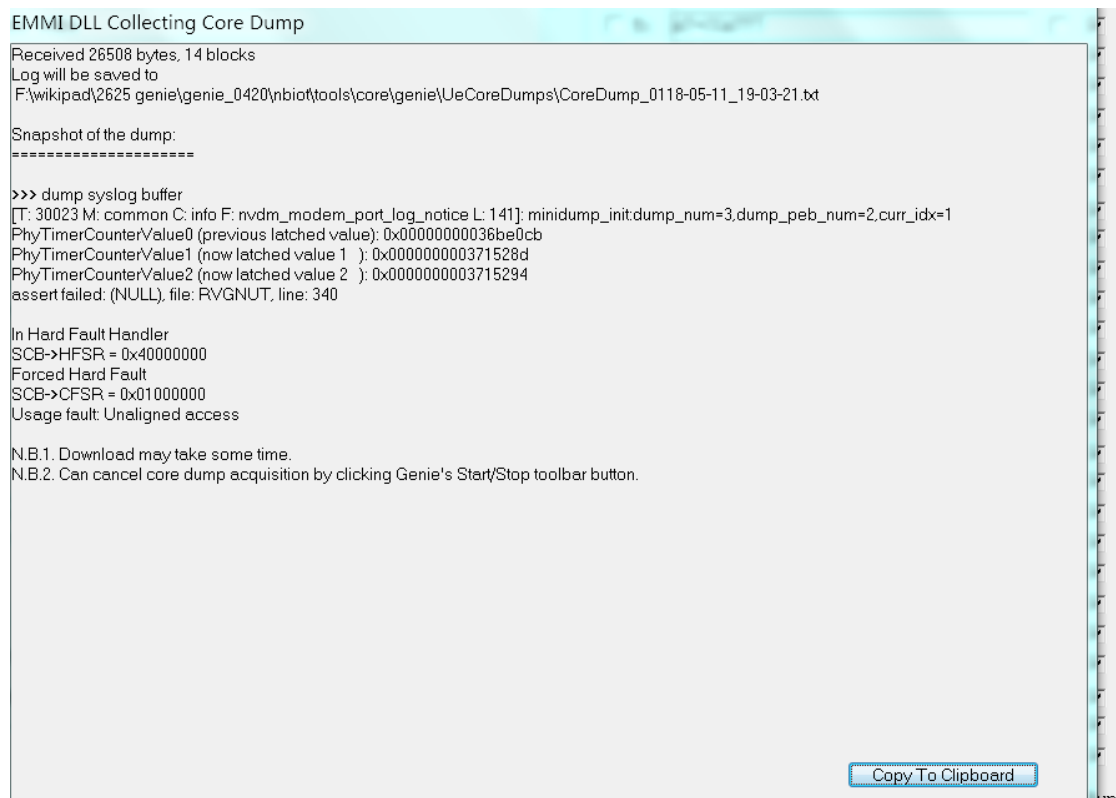 EMMI DLL Collecting Core Dump
Received 26508 bytes, 14 blocks
Log will be saved to
F:\wikipad\2625 genie\genie_0420\nbiot\tools\core\genie\UeCoreDumps\CoreDump_0118-05-11_19-03-21.txt
Snapshot of the dump:
=====================
>>> dump syslog buffer
[T: 30023 M: common C: info F: nvdm_modem_port_log_notice L: 141]: minidump_init:dump_num=3,dump_peb_num=2,curr_idx=1
PhyTimerCounterValue0 (previous latched value): 0x00000000036be0cb
PhyTimerCounterValue1 (now latched value 1  ): 0x000000000371528d
PhyTimerCounterValue2 (now latched value 2  ): 0x0000000003715294
assert failed: (NULL), file: RVGNUT, line: 340
In Hard Fault Handler
SCB->HFSR = 0x40000000
Forced Hard Fault
SCB->CFSR = 0x01000000
Usage fault: Unaligned access
N.B.1. Download may take some time.
N.B.2. Can cancel core dump acquisition by clicking Genie's Start/Stop toolbar button.
Copy To Clipboard